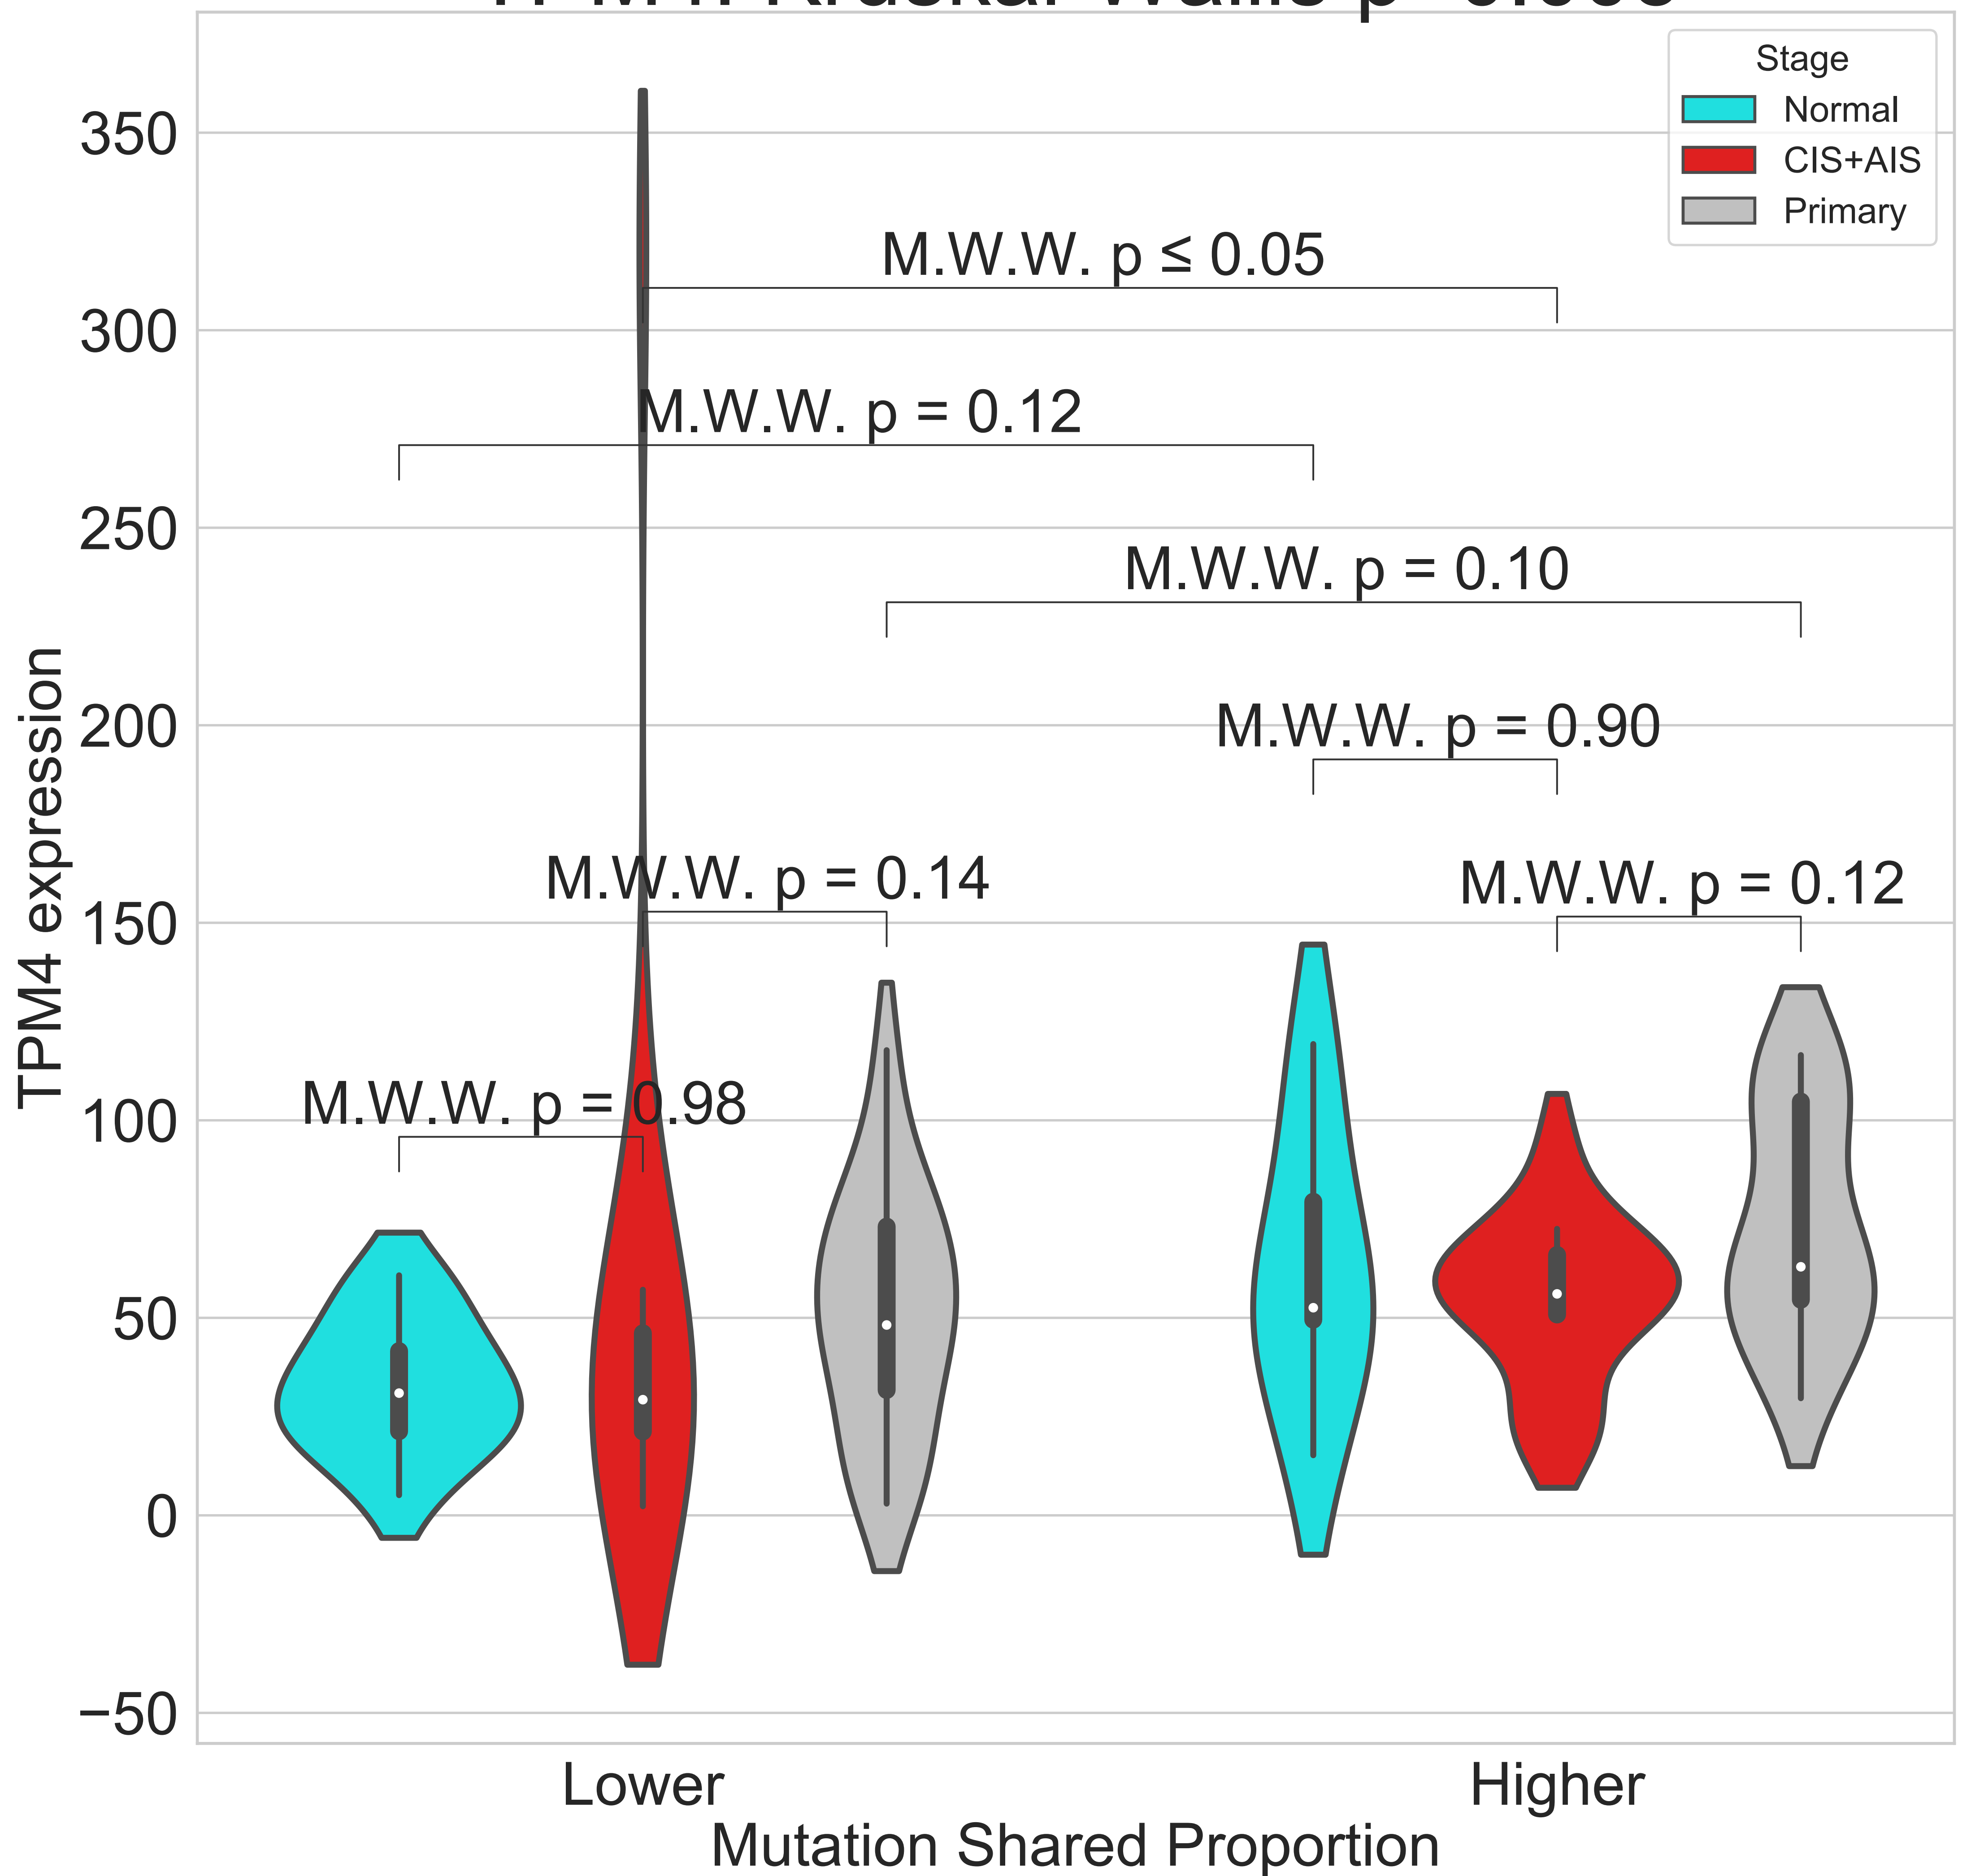 Stage
Normal
CIS+AIS
Primary
350
300
250
200
150
100
50
0
−50
TPM4 expression
M.W.W. p ≤ 0.05
M.W.W. p = 0.12
M.W.W. p = 0.10
M.W.W. p = 0.90
M.W.W. p = 0.14
M.W.W. p = 0.12
M.W.W. p = 0.98
Lower
Higher
Mutation Shared Proportion